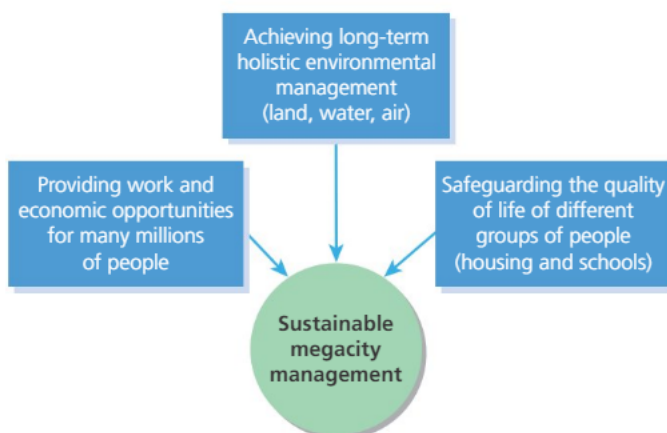 Achieving long-term
holistic environmental
management
(land, water, air)
Providing work and
economic opportunities
for many millions
of people
Safeguarding the quality
of life of different
groups of people
(housing and schools)
Sustainable
megacity
management